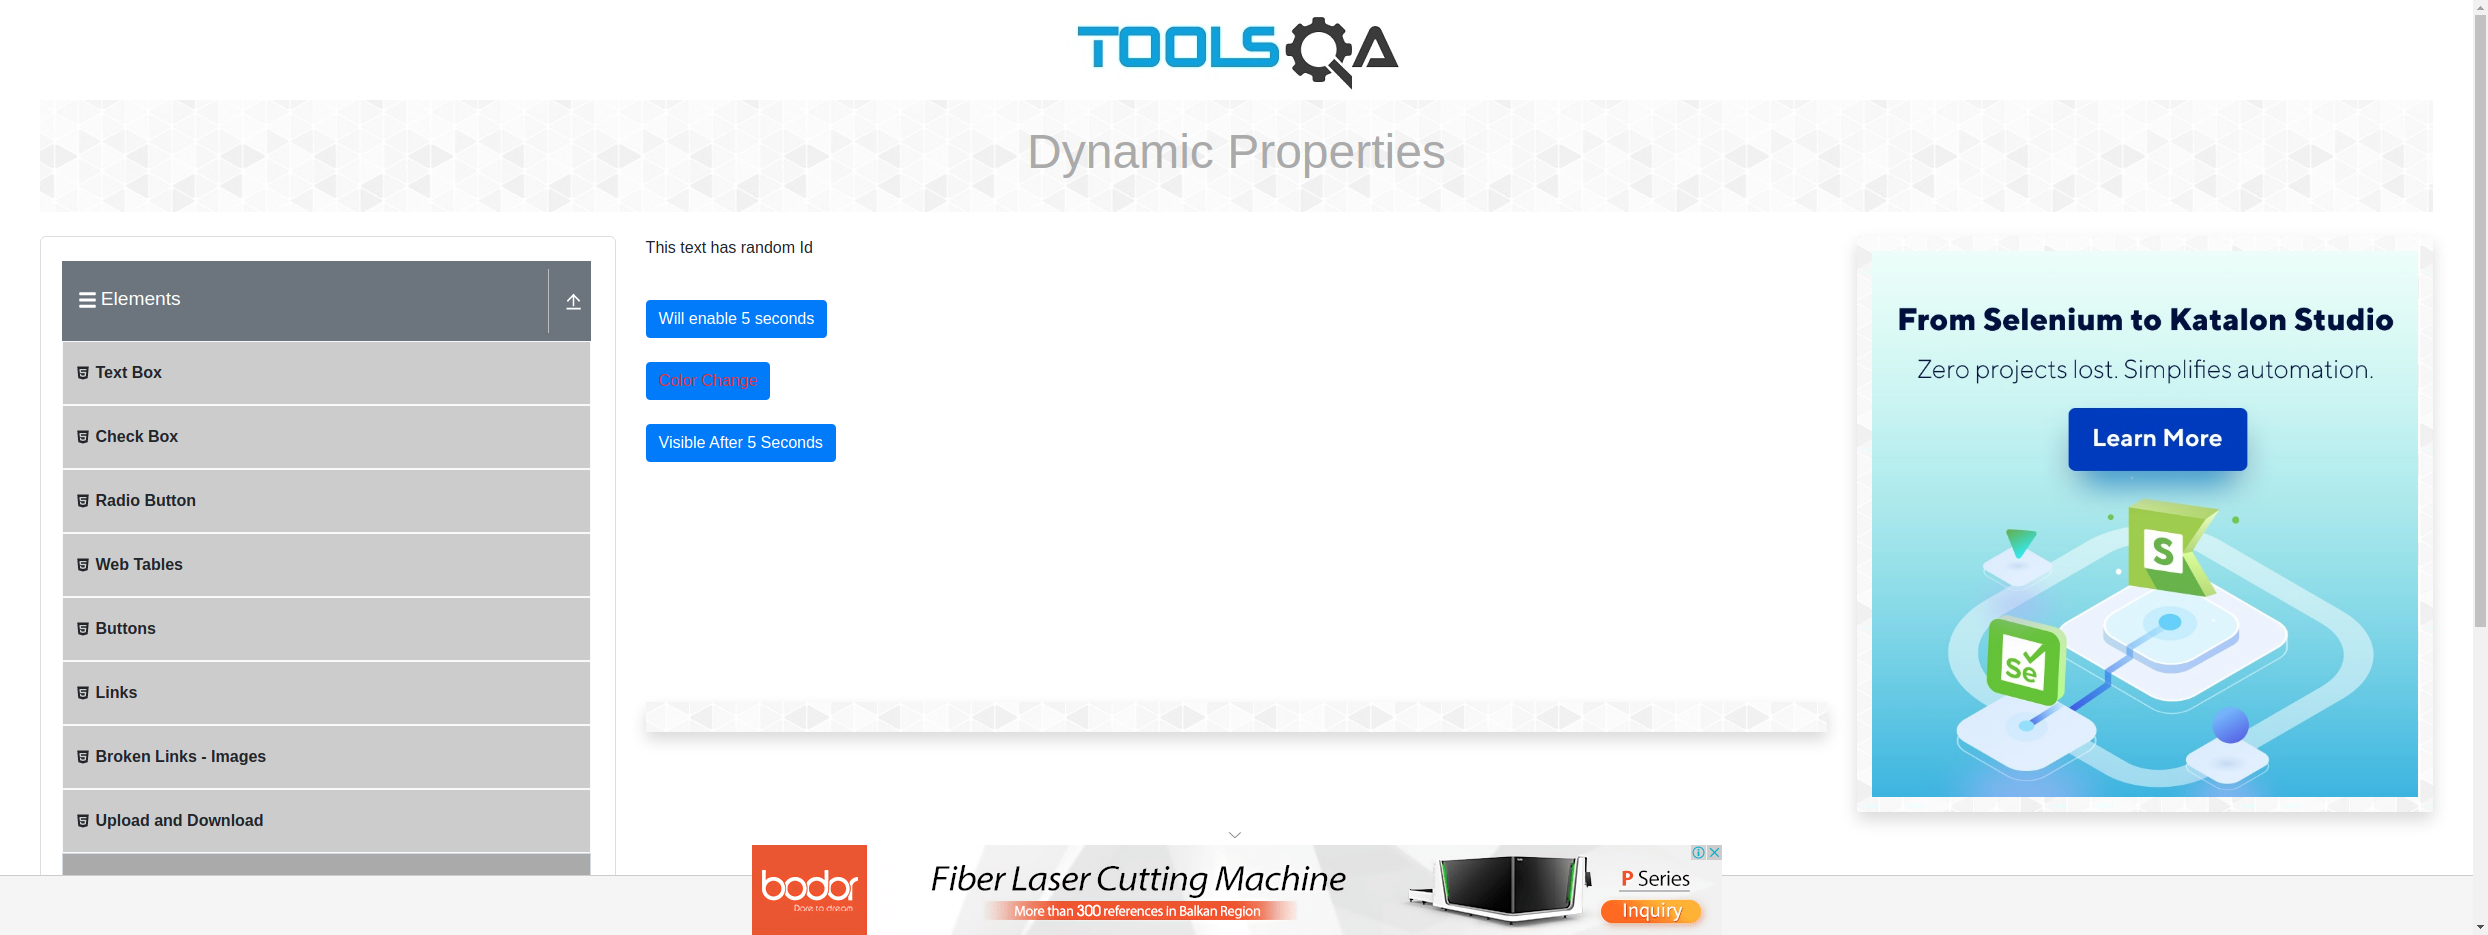 TOOLSQA
Dynamic Properties
Elements
Text Box
Check Box
Radio Button
Web Tables
Buttons
Links
Broken Links - Images
Upload and Download
This text has random Id
Will enable 5 seconds
Color Change
Visible After 5 Seconds
From Selenium to Katalon Studio
Zero projects lost. Simplifies automation.
Learn More
S
Se
bodor
Dare to dream
Fiber Laser Cutting Machine
More than 300 references in Balkan Region
P Series
Inquiry